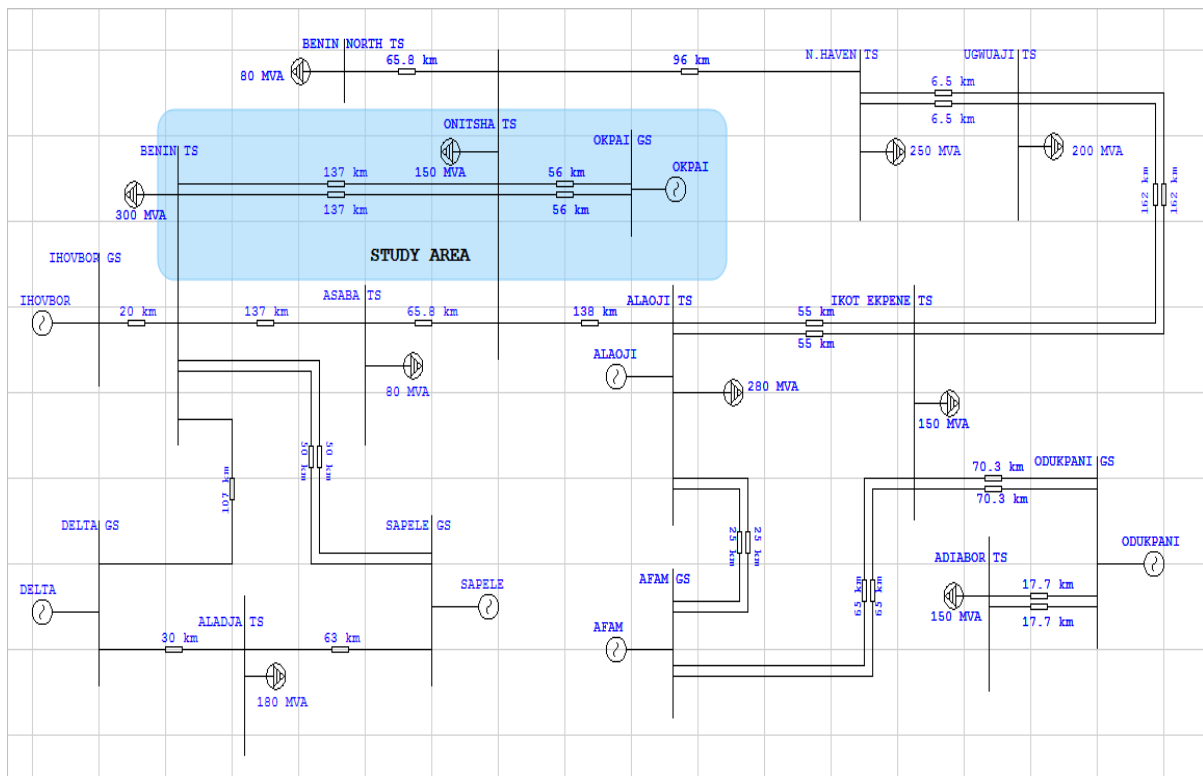 BENIN NORTH TS
65.8 km
96 km
N.HAVEN TS
UGWUAJI TS
80 MVA
6.5 km
6.5 km
ONITSHA TS
OKPAI GS
BENIN TS
250 MVA
200 MVA
137 km
150 MVA
56 km
OKPAI
300 MVA
137 km
56 km
162 km
162 km
STUDY AREA
IHOVBOR GS
ASABA TS
ALAOJI TS
IKOT EKPENE TS
IHOVBOR
20 km
137 km
65.8 km
138 km
55 km
55 km
ALAOJI
80 MVA
280 MVA
150 MVA
50 km
50 km
70.3 km
ODUKPANI GS
70.3 km
107 km
DELTA GS
SAPELE GS
25 km
25 km
ADIABOR TS
ODUKPANI
AFAM GS
DELTA
SAPELE
65 km
65 km
17.7 km
150 MVA
17.7 km
ALADJA TS
AFAM
30 km
63 km
180 MVA